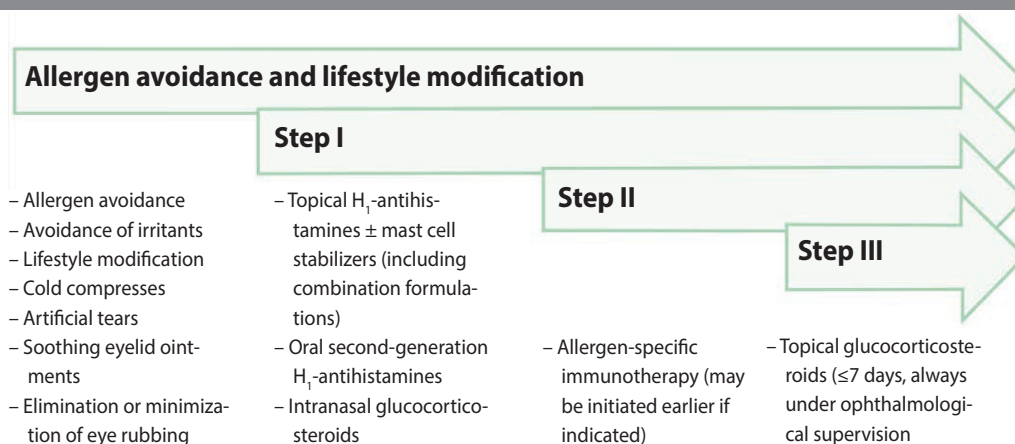 Allergen avoidance and lifestyle modification
Step I
Step II
Step III
– Allergen avoidance
– Avoidance of irritants
– Lifestyle modification
– Cold compresses
– Artificial tears
– Soothing eyelid oint-
ments
– Elimination or minimiza-
tion of eye rubbing
– Topical H₁-antihis-
tamines ± mast cell
stabilizers (including
combination formula-
tions)
– Oral second-generation
H₁-antihistamines
– Intranasal glucocortico-
steroids
– Allergen-specific
immunotherapy (may
be initiated earlier if
indicated)
– Topical glucocorticoste-
roids (≤7 days, always
under ophthalmologi-
cal supervision